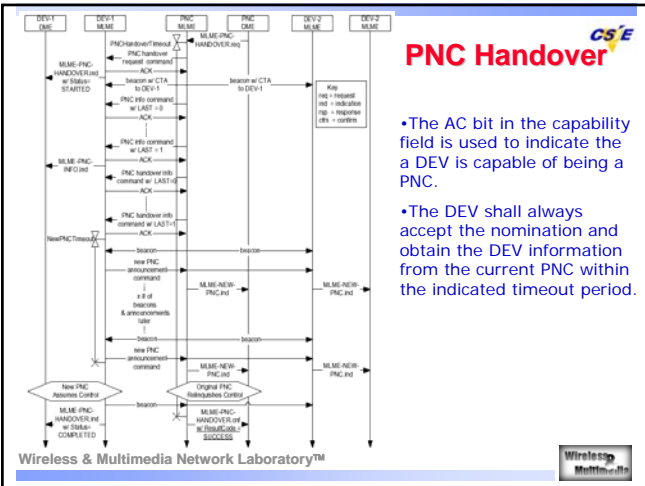 DEV-1 DME
DEV-1 MLME
PNC MLME
PNC DME
DEV-2 MLME
DEV-2 MLME
MLME-PNC-
HANDOVER.req
PNCHandoverTimeout
PNC handover
request command
ACK
MLME-PNC-
HANDOVER.ind
w/ Status=
STARTED
beacon w/ CTA
to DEV-1
beacon w/ CTA
to DEV-1
PNC info command
w/ LAST = 0
ACK
PNC info command
w/ LAST = 1
ACK
MLME-PNC-
INFO.ind
PNC handover info
command w/ LAST=0
ACK
PNC handover info
command w/ LAST=1
ACK
NewPNCTimeout
beacon
beacon
new PNC
announcement
command
MLME-NEW-
PNC.ind
MLME-NEW-
PNC.ind
x # of
beacons
& announcements
later
beacon
beacon
new PNC
announcement
command
MLME-NEW-
PNC.ind
MLME-NEW-
PNC.ind
New PNC
Assumes Control
Original PNC
Relinquishes Control
beacon
MLME-PNC-
HANDOVER.ind
w/ Status=
COMPLETED
MLME-PNC-
HANDOVER.cnf
w/ ResultCode =
SUCCESS
Key
req = request
ind = indication
rsp = response
cfm = confirm
CS/E
PNC Handover
•The AC bit in the capability
field is used to indicate the
a DEV is capable of being a
PNC.
•The DEV shall always
accept the nomination and
obtain the DEV information
from the current PNC within
the indicated timeout period.
Wireless & Multimedia Network Laboratory™
Wireless
Multimedia